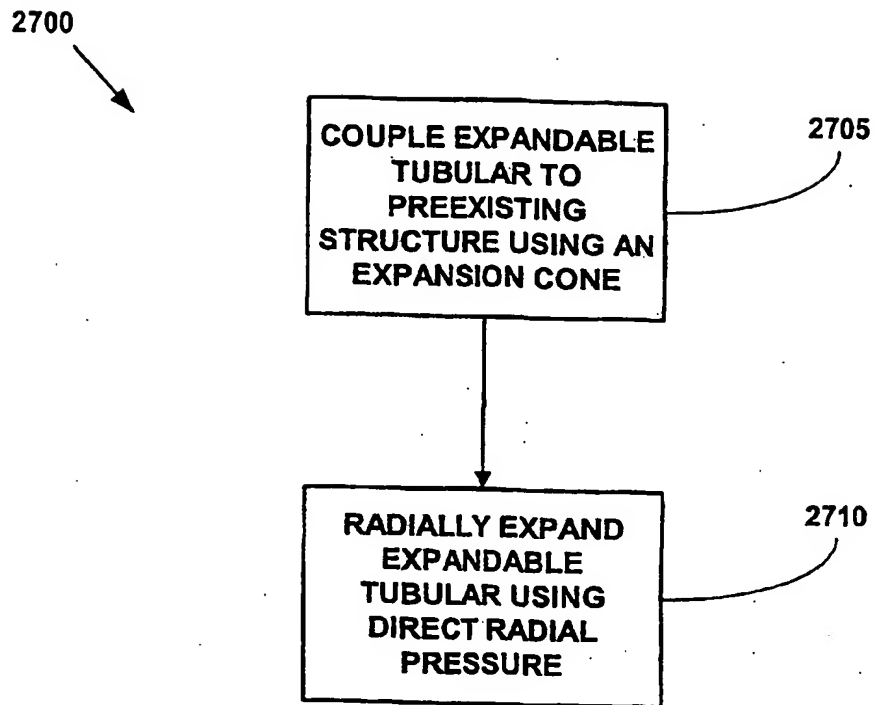 2700
COUPLE EXPANDABLE
TUBULAR TO
PREEXISTING
STRUCTURE USING AN
EXPANSION CONE
2705
RADIALLY EXPAND
EXPANDABLE
TUBULAR USING
DIRECT RADIAL
PRESSURE
2710